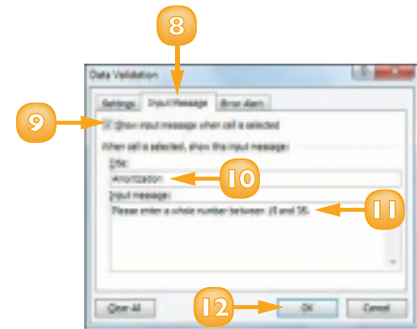 8
Data Validation
Settings Input Message Error Alert
9
Show input message when cell is selected
When cell is selected, show this input message:
Title:
Amortization
10
Input message:
Please enter a whole number between 15 and 35.
11
12
Clear All OK Cancel